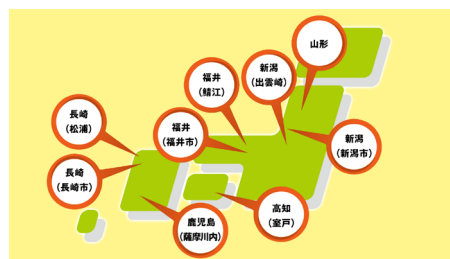 山形
新潟
（出雲崎）
福井
（鯖江）
長崎
（松浦）
福井
（福井市）
新潟
（新潟市）
長崎
（長崎市）
高知
（室戸）
鹿児島
（薩摩川内）